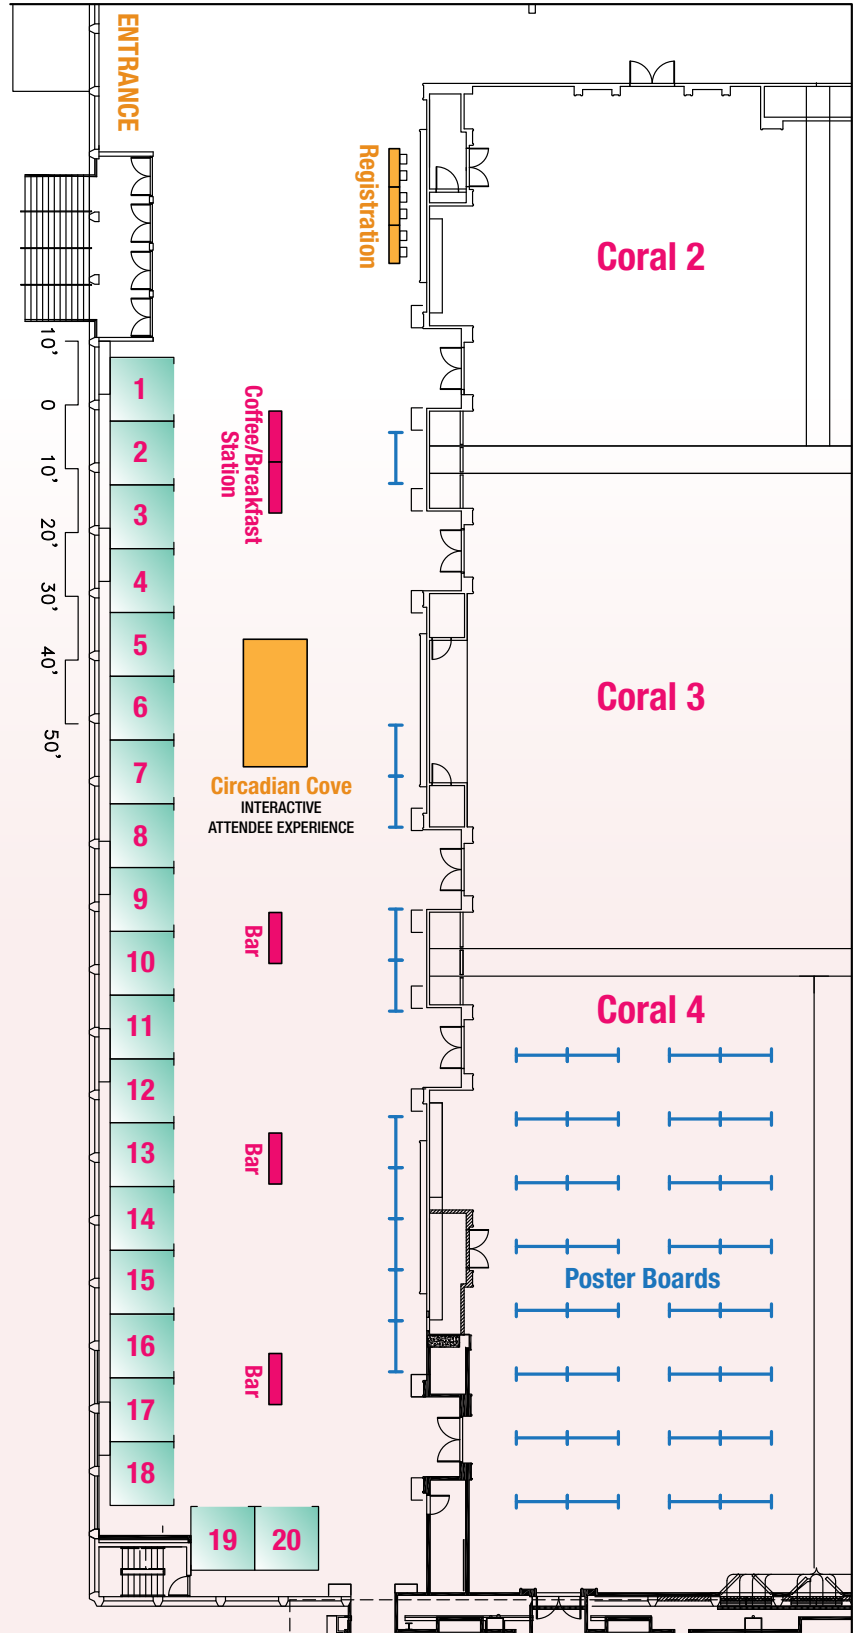 ENTRANCE
Registration
Coral 2
10'
0
10'
20'
30'
40'
50'
1
2
3
4
5
6
7
8
9
10
11
12
13
14
15
16
17
18
19
20
Coffee/Breakfast
Station
Coral 3
Circadian Cove
INTERACTIVE
ATTENDEE EXPERIENCE
Bar
Coral 4
Bar
Poster Boards
Bar